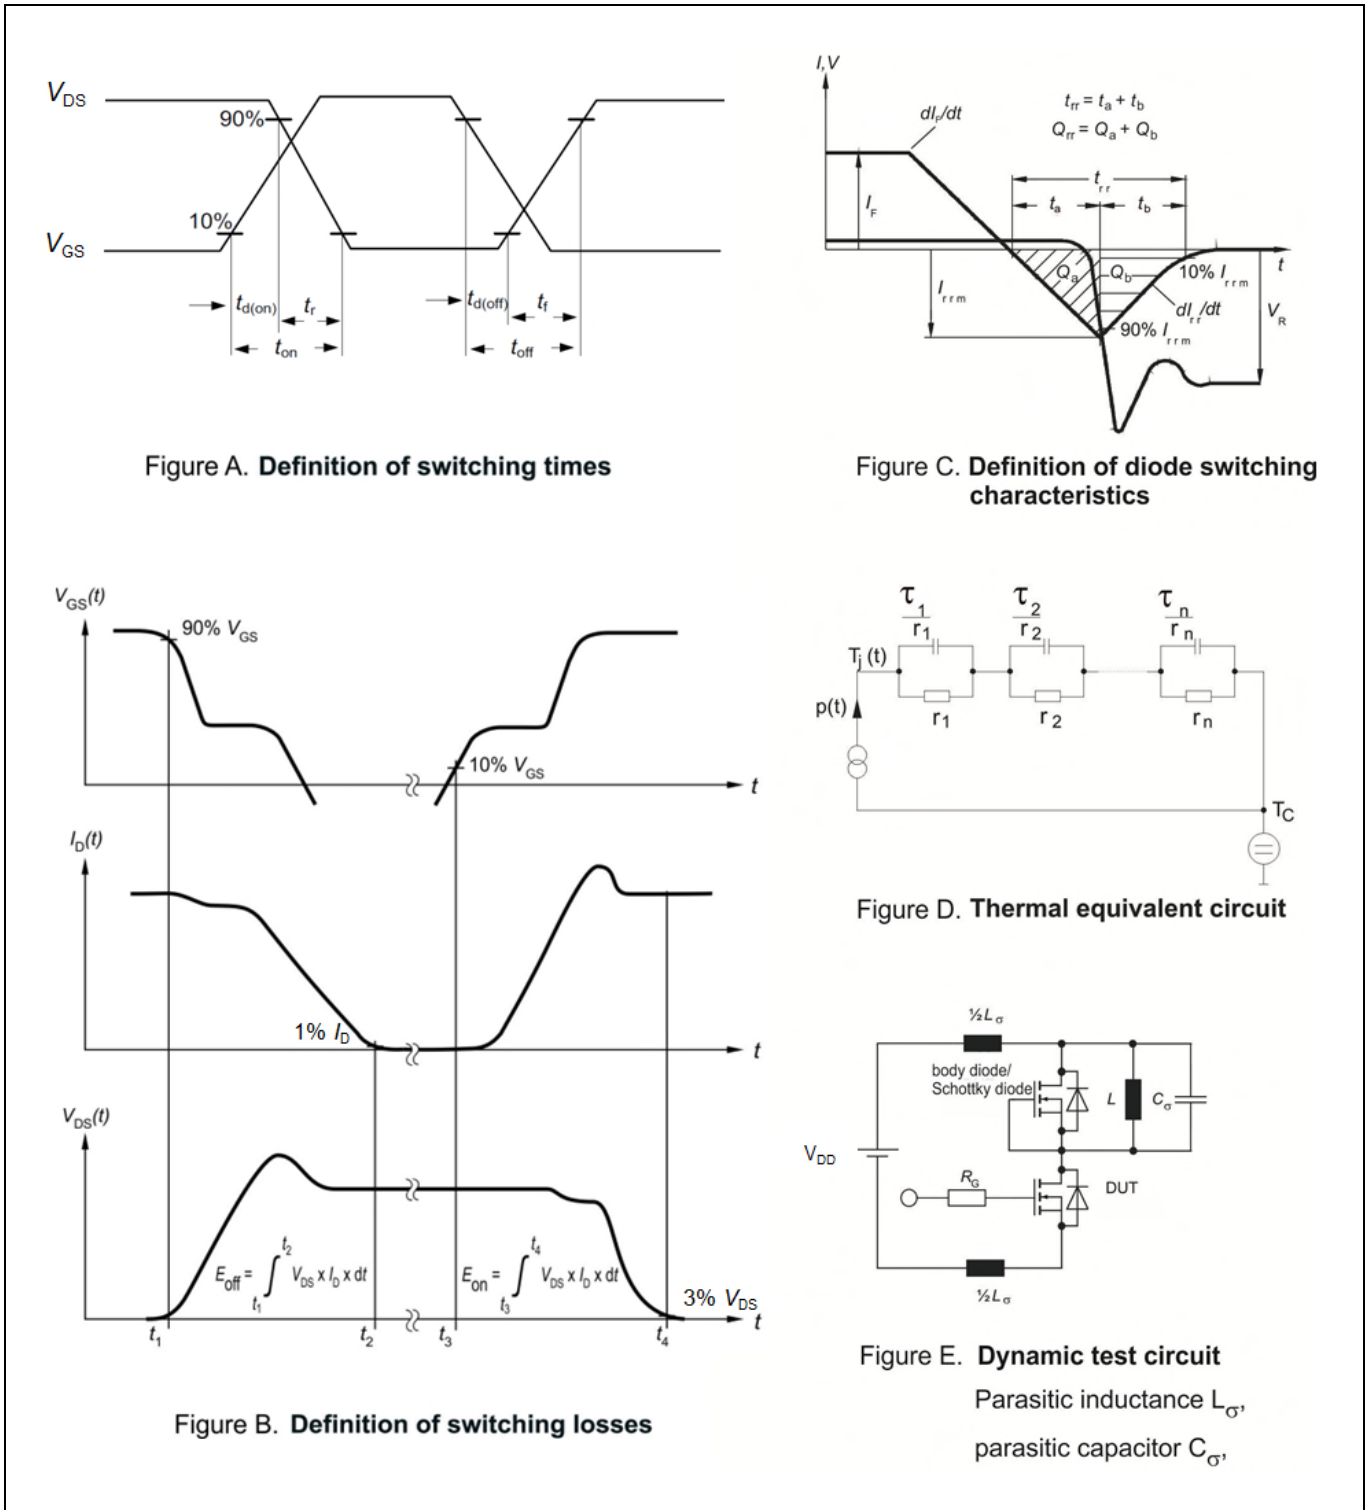 V_DS
90%
10%
V_GS
t_d(on)
t_r
t_d(off)
t_f
t_on
t_off
Figure A. Definition of switching times
I,V
dI_F/dt
t_rr = t_a + t_b
Q_rr = Q_a + Q_b
t_rr
t_a
t_b
I_F
Q_a
Q_b
10% I_rrm
t
I_rrm
dI_rr/dt
90% I_rrm
V_R
Figure C. Definition of diode switching
characteristics
V_GS(t)
90% V_GS
10% V_GS
t
I_D(t)
1% I_D
t
V_DS(t)
E_off = ∫_t1^t2 V_DS x I_D x dt
E_on = ∫_t3^t4 V_DS x I_D x dt
3% V_DS
t
t_1
t_2
t_3
t_4
Figure B. Definition of switching losses
τ_1/r_1
τ_2/r_2
τ_n/r_n
T_j(t)
p(t)
r_1
r_2
r_n
T_C
Figure D. Thermal equivalent circuit
½L_σ
body diode/
Schottky diode
L
C_σ
V_DD
R_G
DUT
½L_σ
Figure E. Dynamic test circuit
Parasitic inductance L_σ,
parasitic capacitor C_σ,